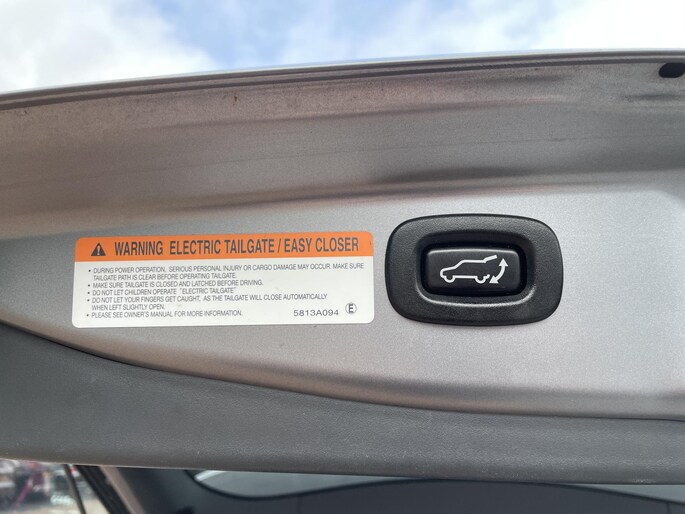 WARNING ELECTRIC TAILGATE / EASY CLOSER
• DURING POWER OPERATION, SERIOUS PERSONAL INJURY OR CARGO DAMAGE MAY OCCUR. MAKE SURE
TAILGATE PATH IS CLEAR BEFORE OPERATING TAILGATE.
• MAKE SURE TAILGATE IS CLOSED AND LATCHED BEFORE DRIVING.
• DO NOT LET CHILDREN OPERATE "ELECTRIC TAILGATE"
• DO NOT LET YOUR FINGERS GET CAUGHT, AS THE TAILGATE WILL CLOSE AUTOMATICALLY
WHEN LEFT SLIGHTLY OPEN.
• PLEASE SEE OWNER'S MANUAL FOR MORE INFORMATION. 5813A094 Ⓔ